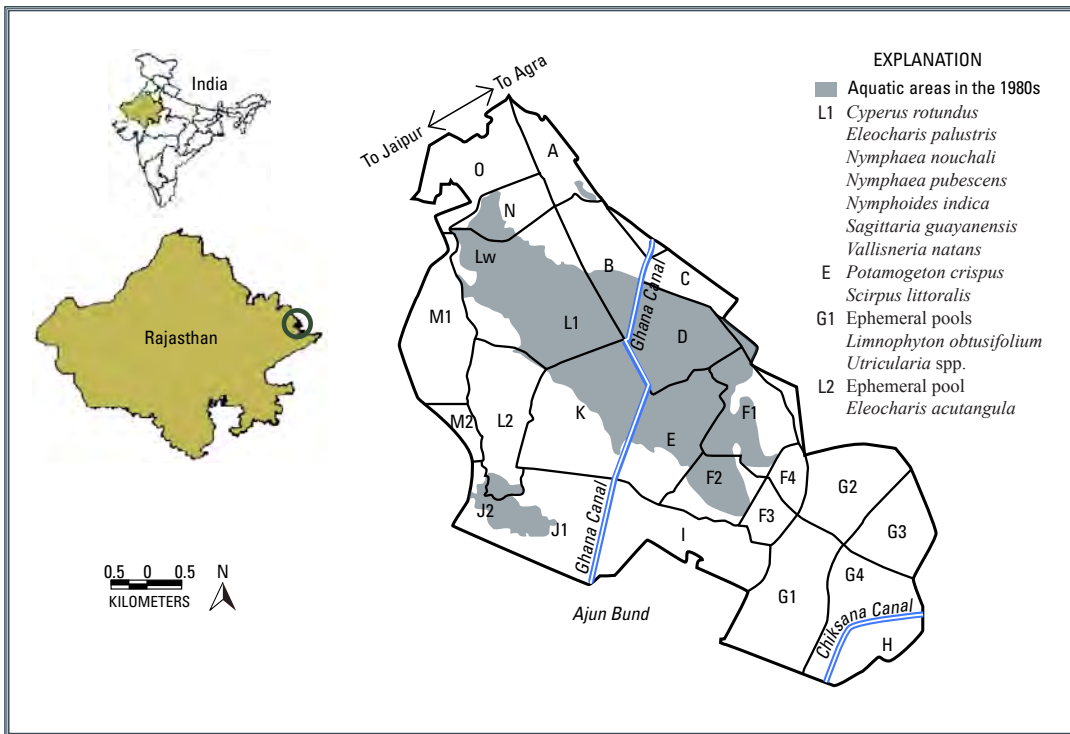 India
Rajasthan
0.5 0 0.5
KILOMETERS
N
To Agra
To Jaipur
A
O
N
Lw
B
C
Ghana Canal
M1
L1
D
M2
L2
K
F1
E
F2
F4
F3
G2
G3
J2
J1
Ghana Canal
I
G4
G1
Chiksana Canal
H
Ajun Bund
EXPLANATION
Aquatic areas in the 1980s
L1 Cyperus rotundus
Eleocharis palustris
Nymphaea nouchali
Nymphaea pubescens
Nymphoides indica
Sagittaria guayanensis
Vallisneria natans
E Potamogeton crispus
Scirpus littoralis
G1 Ephemeral pools
Limnophyton obtusifolium
Utricularia spp.
L2 Ephemeral pool
Eleocharis acutangula